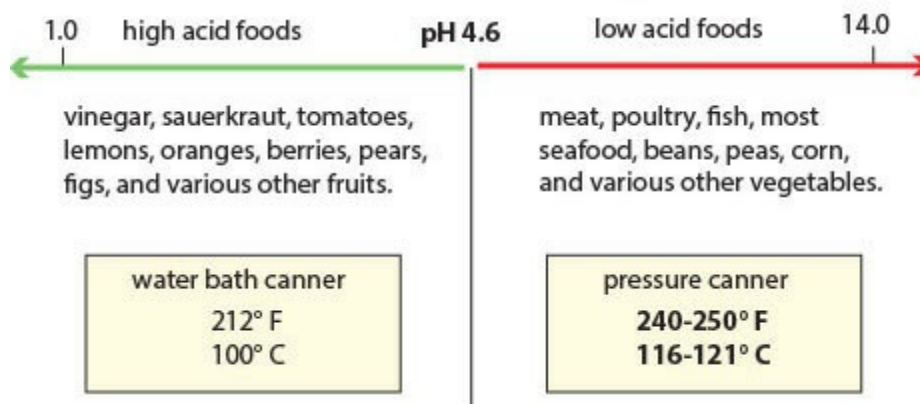 1.0 high acid foods pH 4.6 low acid foods 14.0
vinegar, sauerkraut, tomatoes,
lemons, oranges, berries, pears,
figs, and various other fruits.
meat, poultry, fish, most
seafood, beans, peas, corn,
and various other vegetables.
water bath canner
212° F
100° C
pressure canner
240-250° F
116-121° C